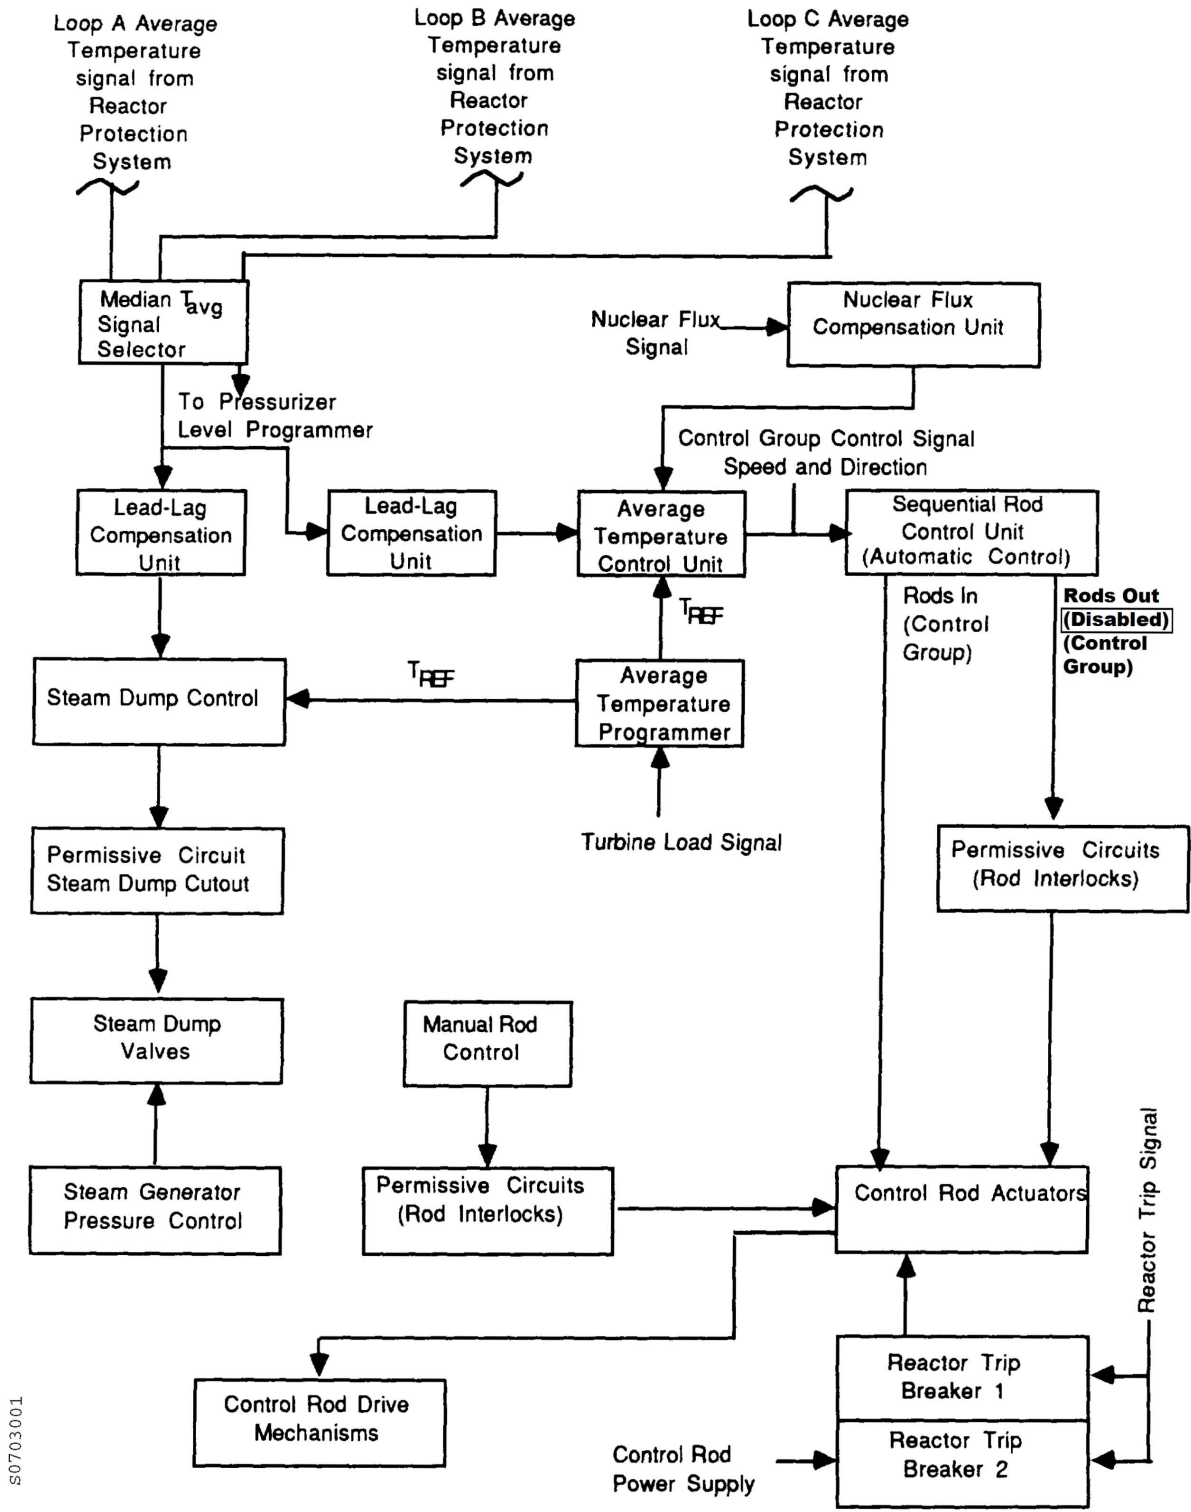 Loop A Average
Temperature
signal from
Reactor
Protection
System
Loop B Average
Temperature
signal from
Reactor
Protection
System
Loop C Average
Temperature
signal from
Reactor
Protection
System
Median Tavg
Signal
Selector
Nuclear Flux
Signal
Nuclear Flux
Compensation Unit
To Pressurizer
Level Programmer
Control Group Control Signal
Speed and Direction
Lead-Lag
Compensation
Unit
Lead-Lag
Compensation
Unit
Average
Temperature
Control Unit
Sequential Rod
Control Unit
(Automatic Control)
TREF
Rods In
(Control
Group)
Rods Out
(Disabled)
(Control
Group)
Steam Dump Control
TREF
Average
Temperature
Programmer
Turbine Load Signal
Permissive Circuit
Steam Dump Cutout
Permissive Circuits
(Rod Interlocks)
Steam Dump
Valves
Manual Rod
Control
Steam Generator
Pressure Control
Permissive Circuits
(Rod Interlocks)
Control Rod Actuators
Reactor Trip Signal
Reactor Trip
Breaker 1
Control Rod Drive
Mechanisms
Reactor Trip
Breaker 2
Control Rod
Power Supply
S0703001